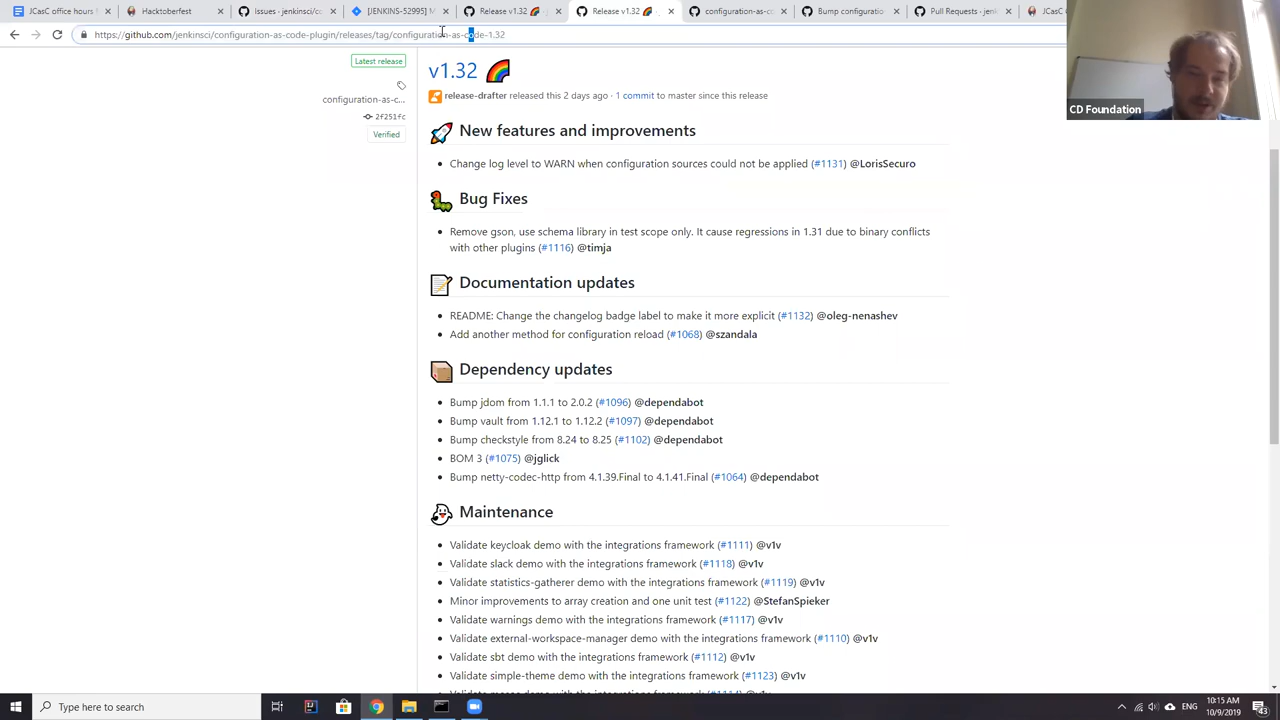 JCasC office hours
Hacktoberfest
Issues · jenkinsci/co
[JENKINS-52995] M
Release v1.32
Release v1.32
configuration-as-co
Bump configuratio
Pull Requests · jenk
JCasC
https://github.com/jenkinsci/configuration-as-code-plugin/releases/tag/configuration-as-code-1.32
CD Foundation
Latest release
configuration-as-c...
2f251fc
Verified
v1.32 🌈
release-drafter released this 2 days ago · 1 commit to master since this release
🚀 New features and improvements
• Change log level to WARN when configuration sources could not be applied (#1131) @LorisSecuro
🐛 Bug Fixes
• Remove gson, use schema library in test scope only. It cause regressions in 1.31 due to binary conflicts
with other plugins (#1116) @timja
📝 Documentation updates
• README: Change the changelog badge label to make it more explicit (#1132) @oleg-nenashev
• Add another method for configuration reload (#1068) @szandala
📦 Dependency updates
• Bump jdom from 1.1.1 to 2.0.2 (#1096) @dependabot
• Bump vault from 1.12.1 to 1.12.2 (#1097) @dependabot
• Bump checkstyle from 8.24 to 8.25 (#1102) @dependabot
• BOM 3 (#1075) @jglick
• Bump netty-codec-http from 4.1.39.Final to 4.1.41.Final (#1064) @dependabot
👻 Maintenance
• Validate keycloak demo with the integrations framework (#1111) @v1v
• Validate slack demo with the integrations framework (#1118) @v1v
• Validate statistics-gatherer demo with the integrations framework (#1119) @v1v
• Minor improvements to array creation and one unit test (#1122) @StefanSpieker
• Validate warnings demo with the integrations framework (#1117) @v1v
• Validate external-workspace-manager demo with the integrations framework (#1110) @v1v
• Validate sbt demo with the integrations framework (#1112) @v1v
• Validate simple-theme demo with the integrations framework (#1123) @v1v
Type here to search
ENG
10:15 AM
10/9/2019
43